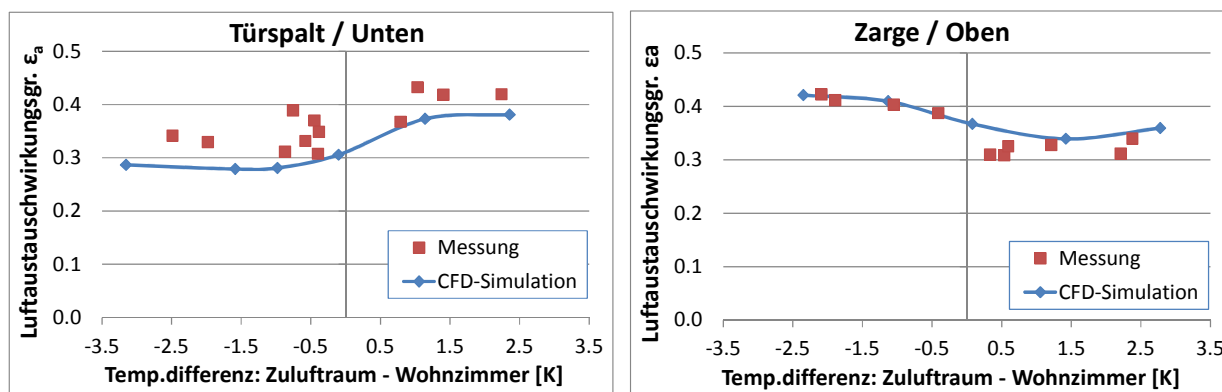 Türspalt / Unten
Luftaustauschwirkungsgr. εa
0.5
0.4
0.3
0.2
0.1
0.0
Messung
CFD-Simulation
-3.5 -2.5 -1.5 -0.5 0.5 1.5 2.5 3.5
Temp.differenz: Zuluftraum - Wohnzimmer [K]
Zarge / Oben
Luftaustauschwirkungsgr. εa
0.5
0.4
0.3
0.2
0.1
0.0
Messung
CFD-Simulation
-3.5 -2.5 -1.5 -0.5 0.5 1.5 2.5 3.5
Temp.differenz: Zuluftraum - Wohnzimmer [K]